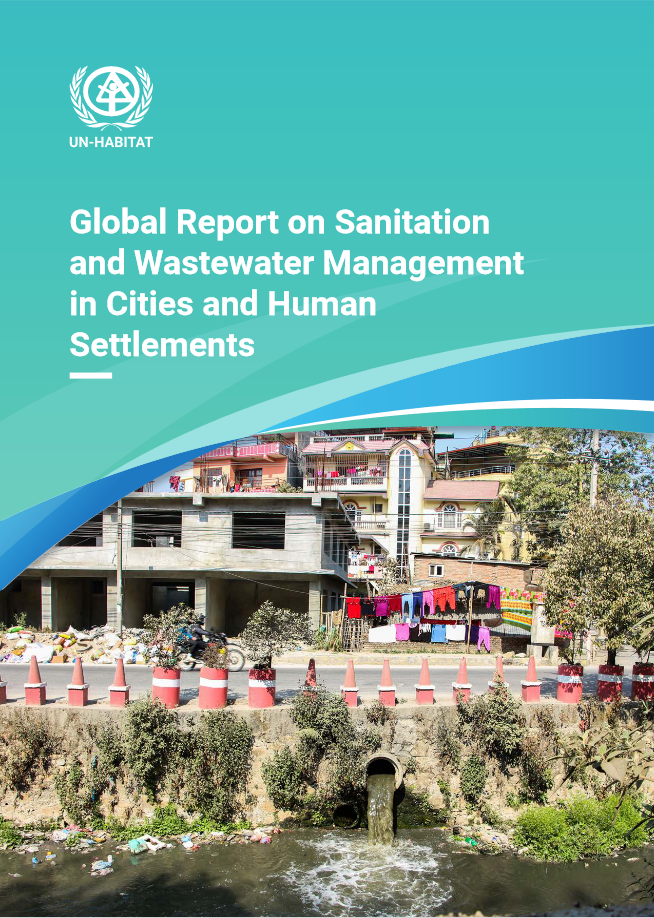 UN-HABITAT
Global Report on Sanitation
and Wastewater Management
in Cities and Human
Settlements